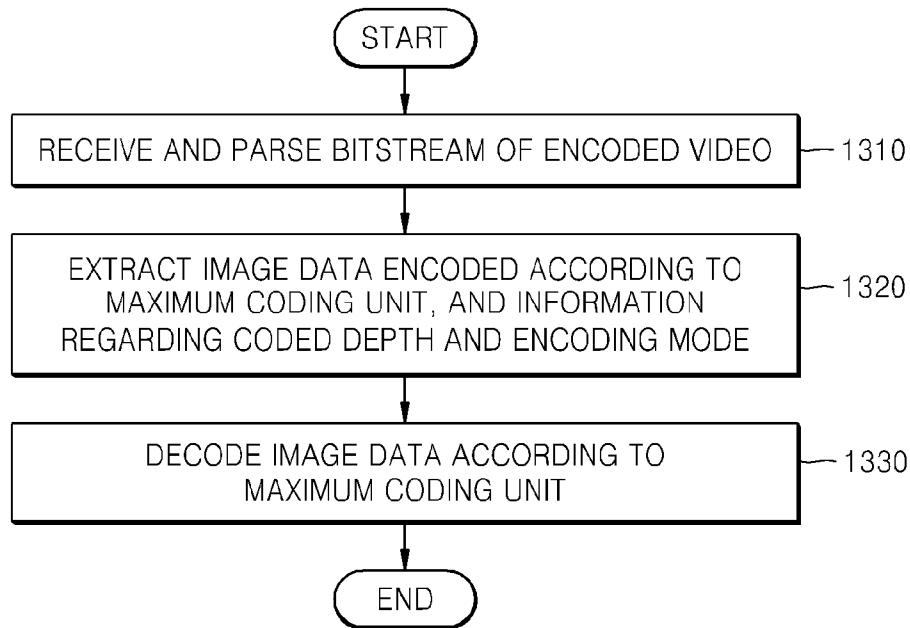 START
RECEIVE AND PARSE BITSTREAM OF ENCODED VIDEO
1310
EXTRACT IMAGE DATA ENCODED ACCORDING TO
MAXIMUM CODING UNIT, AND INFORMATION
REGARDING CODED DEPTH AND ENCODING MODE
1320
DECODE IMAGE DATA ACCORDING TO
MAXIMUM CODING UNIT
1330
END